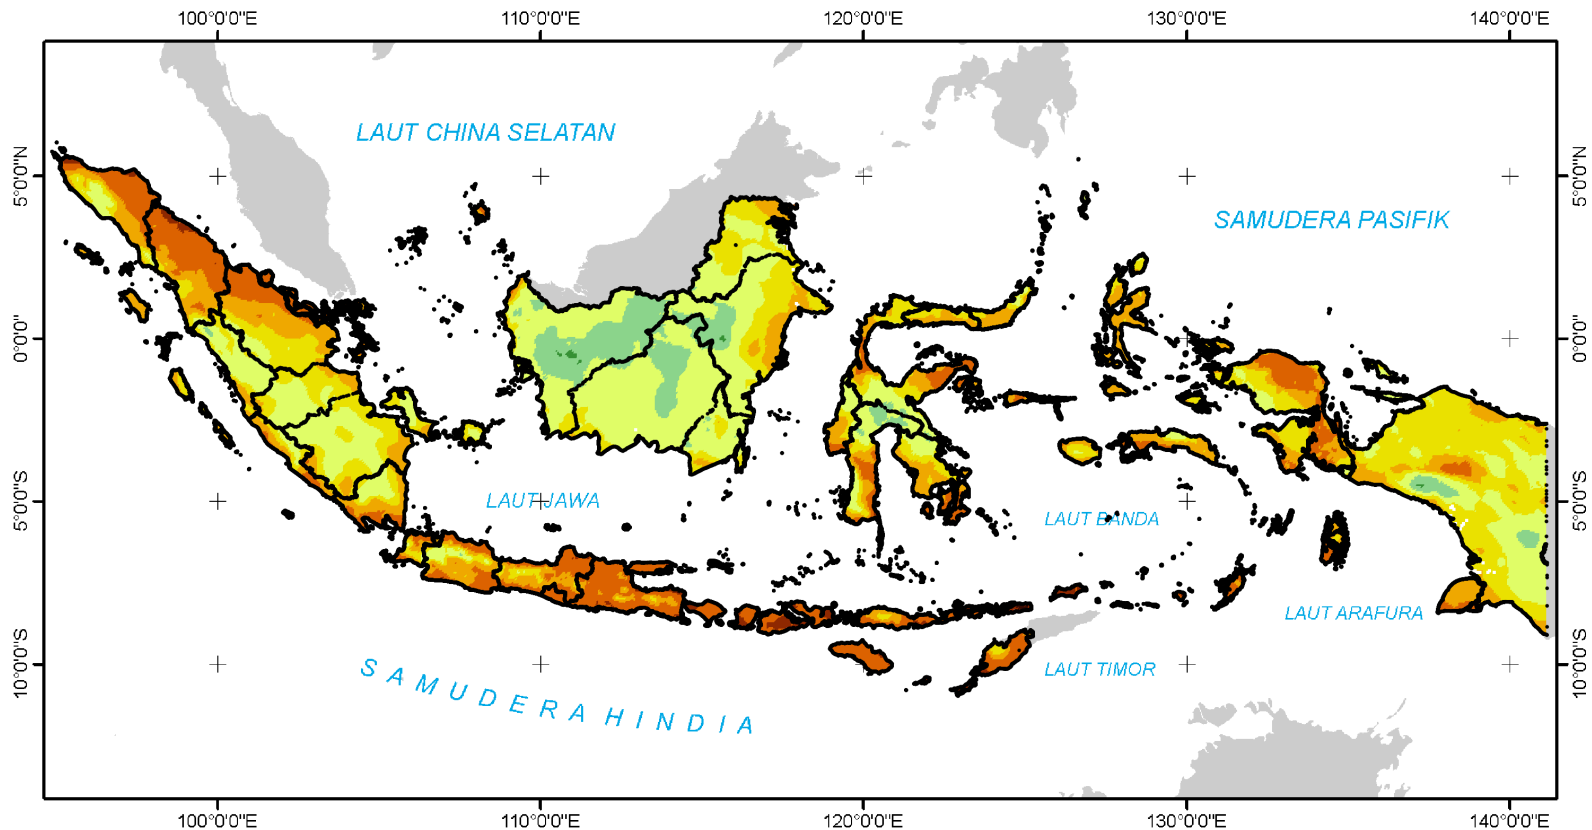 100°0'0"E 110°0'0"E 120°0'0"E 130°0'0"E 140°0'0"E
LAUT CHINA SELATAN
5°0'0"N 5°0'0"N
SAMUDERA PASIFIK
0°0'0" 0°0'0"
LAUT JAWA
5°0'0"S 5°0'0"S
LAUT BANDA
LAUT ARAFURA
10°0'0"S 10°0'0"S
LAUT TIMOR
SAMUDERA HINDIA
100°0'0"E 110°0'0"E 120°0'0"E 130°0'0"E 140°0'0"E